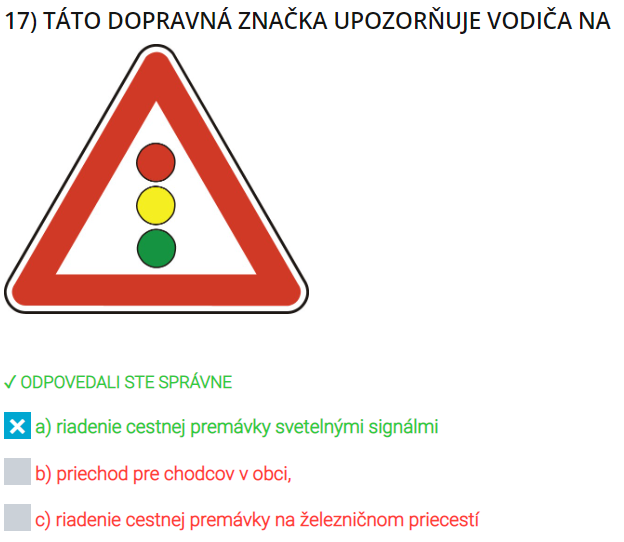 17) TÁTO DOPRAVNÁ ZNAČKA UPOZORŇUJE VODIČA NA
✓ ODPOVEDALI STE SPRÁVNE
a) riadenie cestnej premávky svetelnými signálmi
b) priechod pre chodcov v obci,
c) riadenie cestnej premávky na železničnom priecestí